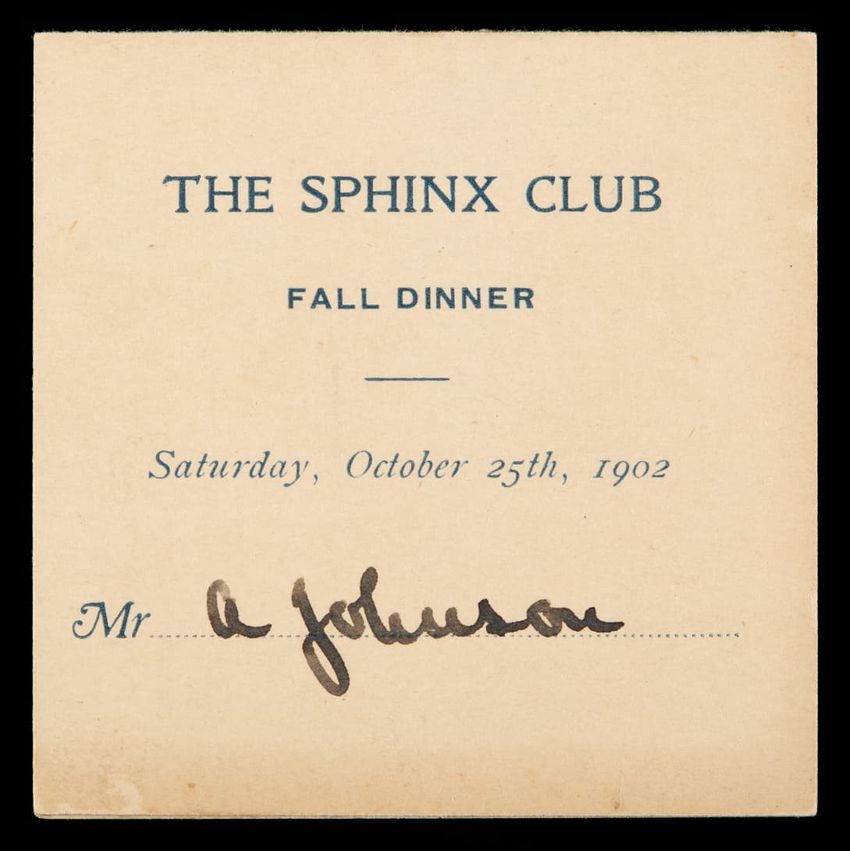 THE SPHINX CLUB
FALL DINNER
Saturday, October 25th, 1902
Mr A Johnson